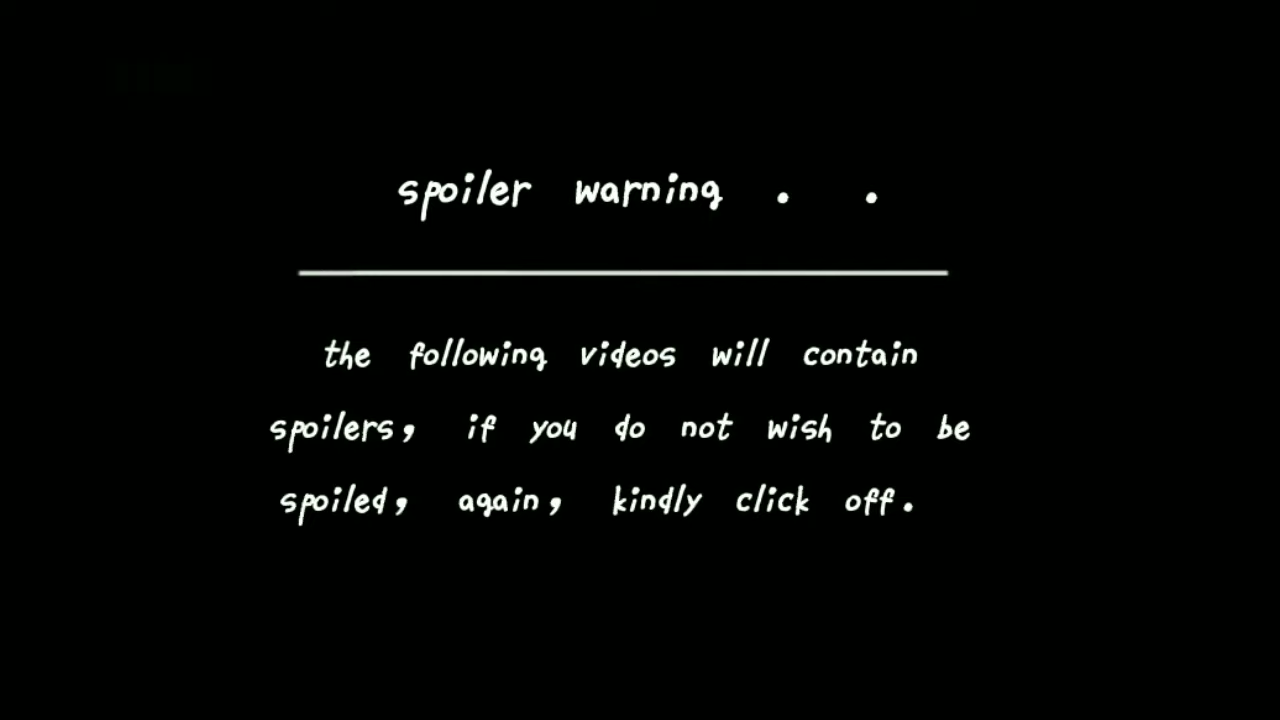 spoiler warning . .
the following videos will contain
spoilers, if you do not wish to be
spoiled, again, kindly click off.